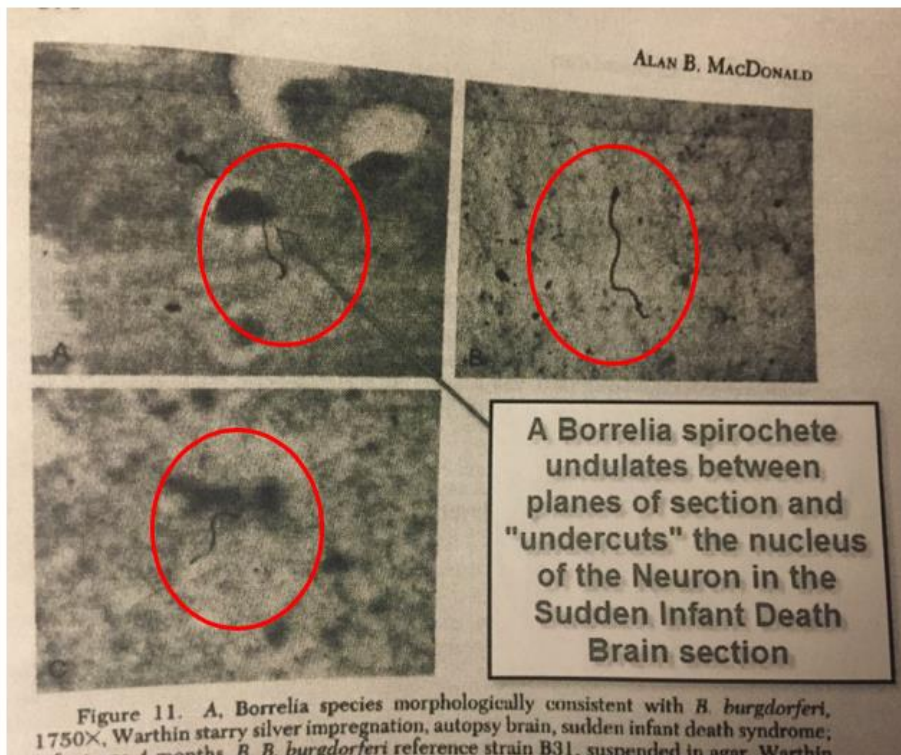 ALAN B. MACDONALD
A
B
C
A Borrelia spirochete
undulates between
planes of section and
"undercuts" the nucleus
of the Neuron in the
Sudden Infant Death
Brain section
Figure 11. A, Borrelia species morphologically consistent with B. burgdorferi,
1750×, Warthin starry silver impregnation, autopsy brain, sudden infant death syndrome;
4 months. B, B. burgdorferi reference strain B31, suspended in agar, Warthin